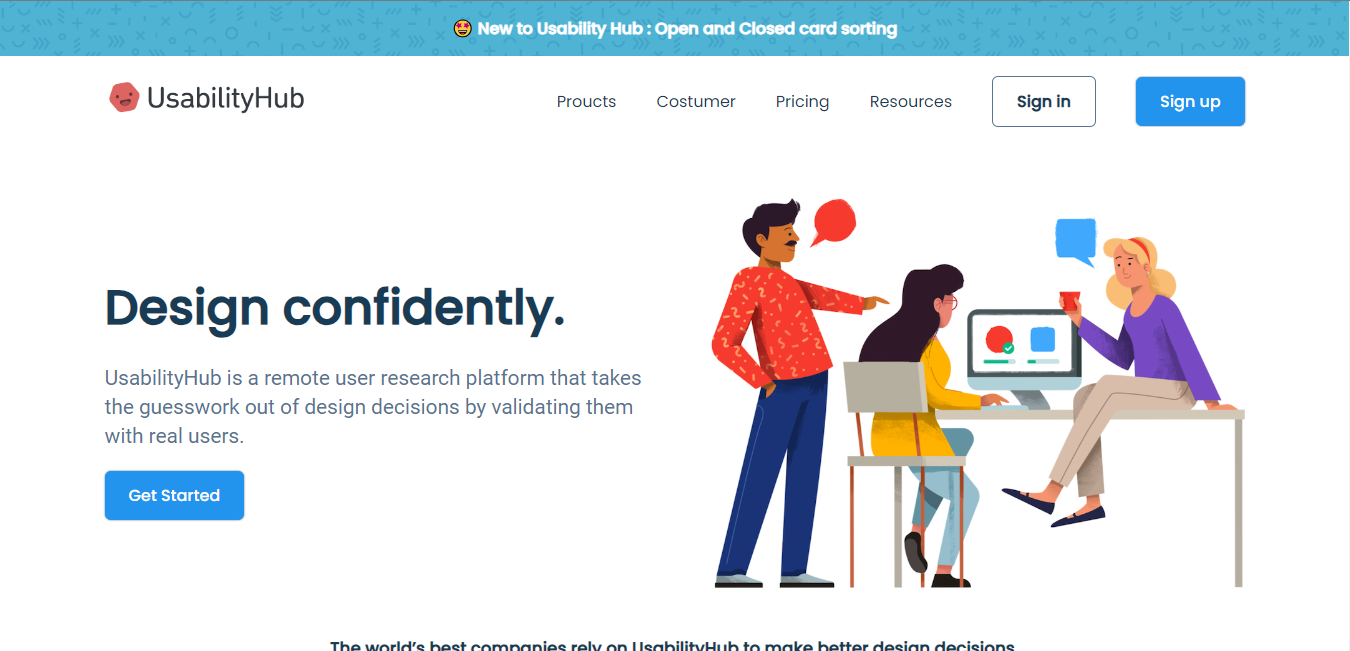 🤩 New to Usability Hub : Open and Closed card sorting
UsabilityHub
Proucts
Costumer
Pricing
Resources
Sign in
Sign up
Design confidently.
UsabilityHub is a remote user research platform that takes
the guesswork out of design decisions by validating them
with real users.
Get Started
The world’s best companies rely on UsabilityHub to make better design decisions